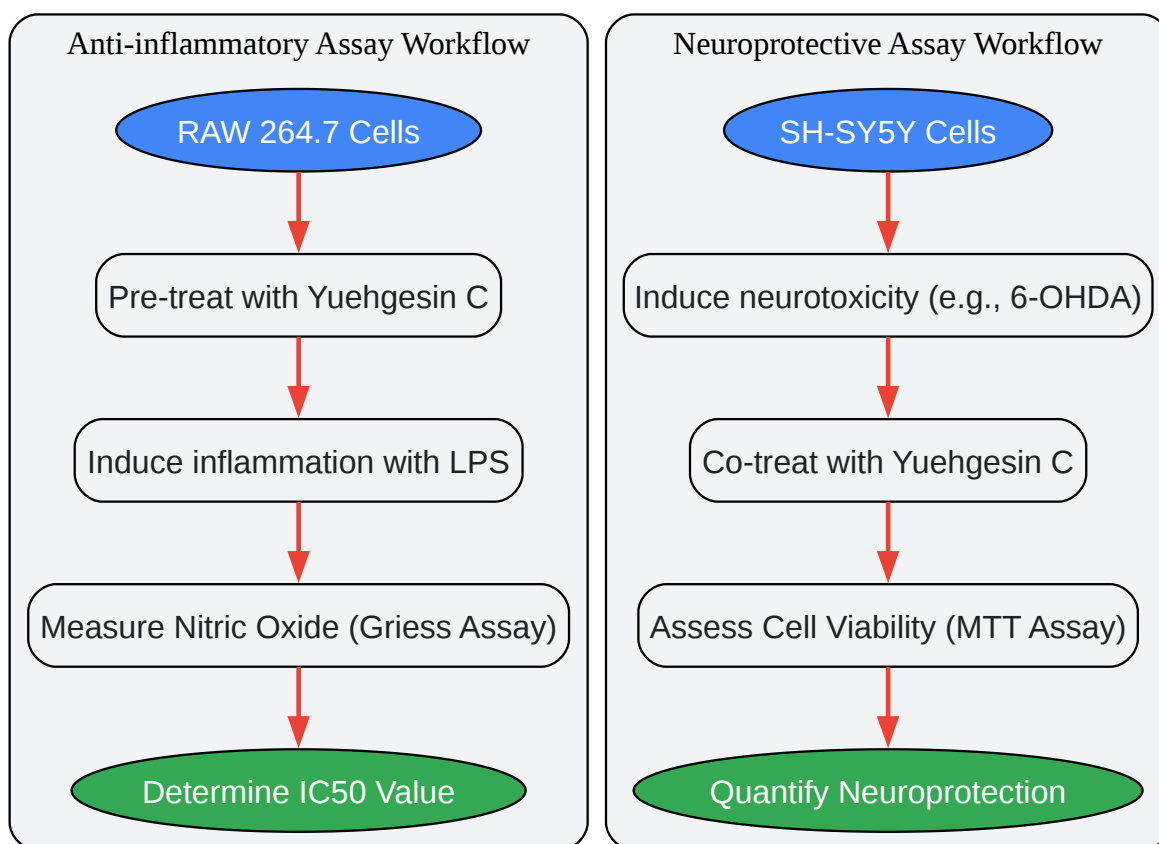 Anti-inflammatory Assay Workflow
RAW 264.7 Cells
Pre-treat with Yuehgesin C
Induce inflammation with LPS
Measure Nitric Oxide (Griess Assay)
Determine IC50 Value
Neuroprotective Assay Workflow
SH-SY5Y Cells
Induce neurotoxicity (e.g., 6-OHDA)
Co-treat with Yuehgesin C
Assess Cell Viability (MTT Assay)
Quantify Neuroprotection